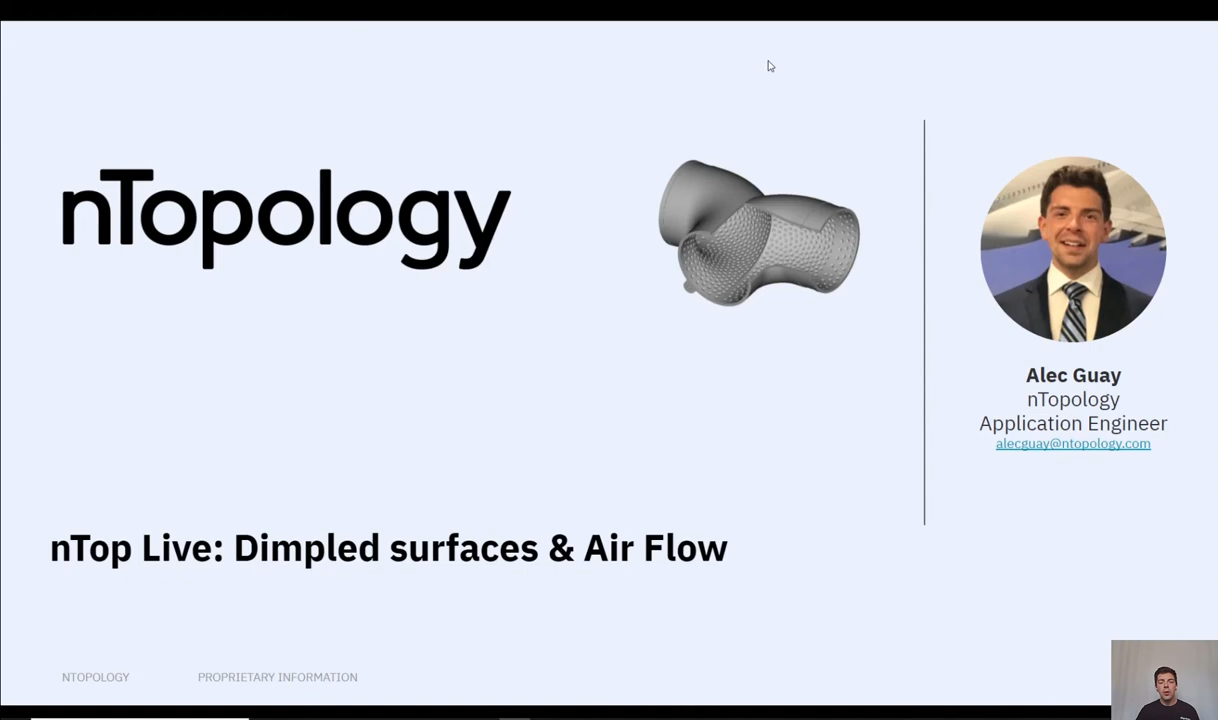 nTopology
Alec Guay
nTopology
Application Engineer
alecguay@ntopology.com
nTop Live: Dimpled surfaces & Air Flow
NTOPOLOGY
PROPRIETARY INFORMATION